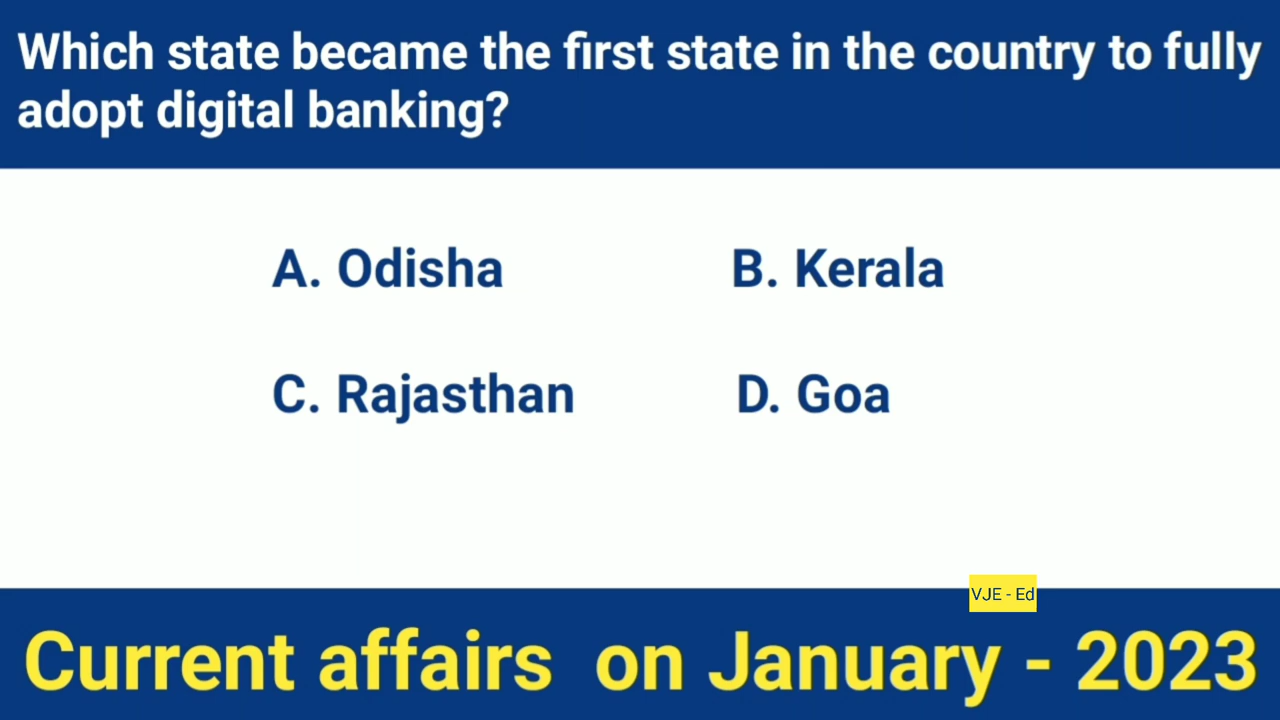 Which state became the first state in the country to fully
adopt digital banking?
A. Odisha
B. Kerala
C. Rajasthan
D. Goa
VJE - Ed
Current affairs on January - 2023